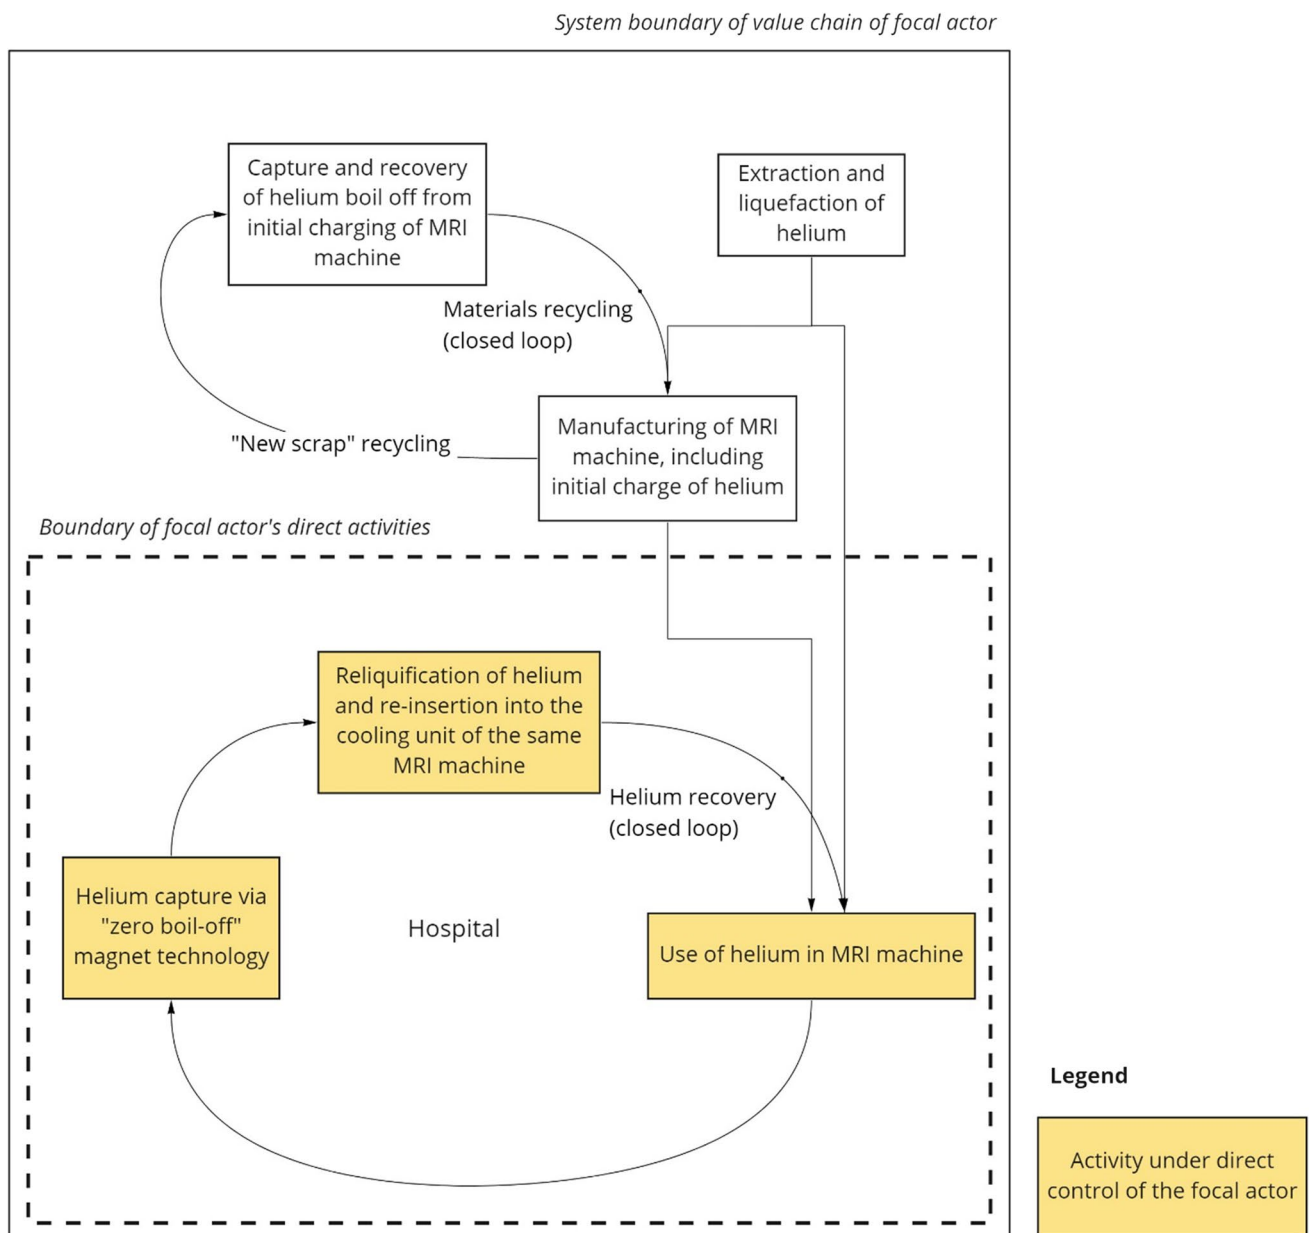 System boundary of value chain of focal actor
Capture and recovery
of helium boil off from
initial charging of MRI
machine
Extraction and
liquefaction of
helium
Materials recycling
(closed loop)
Manufacturing of MRI
machine, including
initial charge of helium
"New scrap" recycling
Boundary of focal actor's direct activities
Reliquification of helium
and re-insertion into the
cooling unit of the same
MRI machine
Helium recovery
(closed loop)
Helium capture via
"zero boil-off"
magnet technology
Hospital
Use of helium in MRI machine
Legend
Activity under direct
control of the focal actor